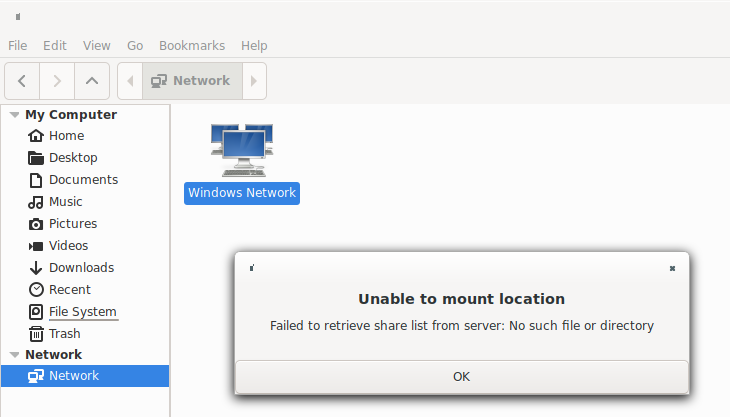 File Edit View Go Bookmarks Help
Network
My Computer
Home
Desktop
Documents
Music
Pictures
Videos
Downloads
Recent
File System
Trash
Network
Network
Windows Network
Unable to mount location
Failed to retrieve share list from server: No such file or directory
OK